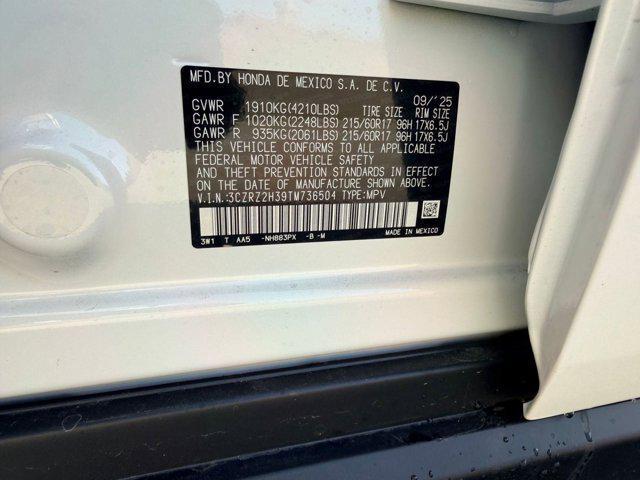 MFD.BY HONDA DE MEXICO S.A. DE C.V.
09/'25
GVWR 1910KG(4210LBS) TIRE SIZE RIM SIZE
GAWR F 1020KG(2248LBS) 215/60R17 96H 17X6.5J
GAWR R 935KG(2061LBS) 215/60R17 96H 17X6.5J
THIS VEHICLE CONFORMS TO ALL APPLICABLE
FEDERAL MOTOR VEHICLE SAFETY
AND THEFT PREVENTION STANDARDS IN EFFECT
ON THE DATE OF MANUFACTURE SHOWN ABOVE.
V.I.N.:3CZRZ2H39TM736504 TYPE:MPV
3W1 T AA5 -NH883PX -B -M MADE IN MEXICO